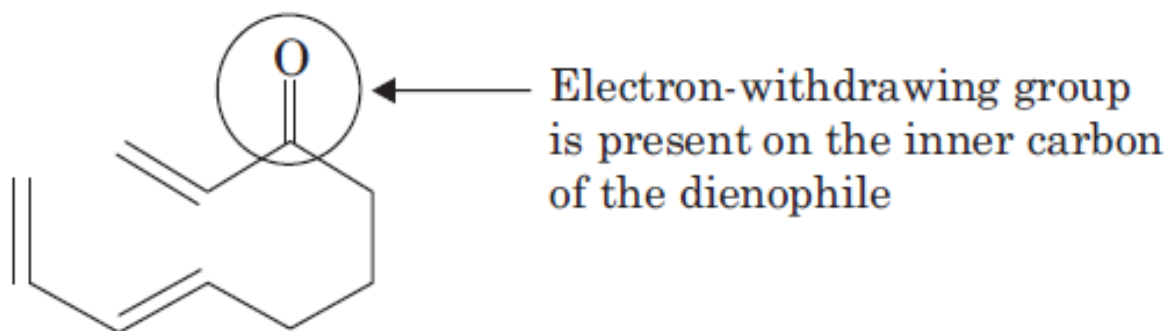 O
Electron-withdrawing group
is present on the inner carbon
of the dienophile